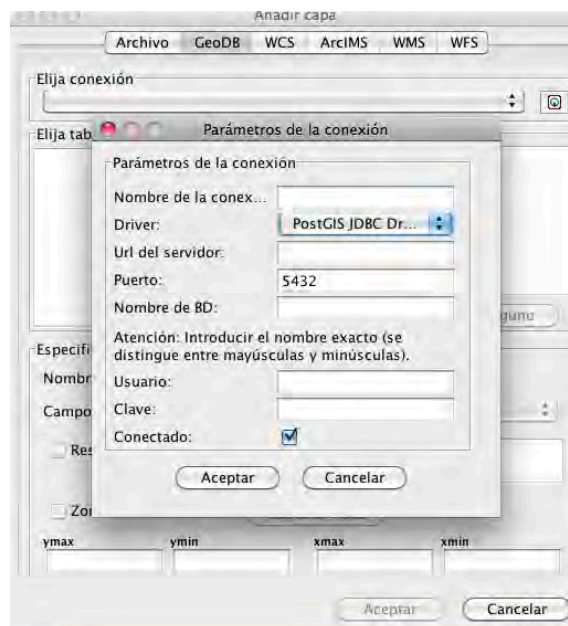 Añadir capa
Archivo GeoDB WCS ArcIMS WMS WFS
Elija conexión
Elija tab
Parámetros de la conexión
Parámetros de la conexión
Nombre de la conex...
Driver: PostGIS JDBC Dr...
Url del servidor:
Puerto: 5432
Nombre de BD:
Atención: Introducir el nombre exacto (se
distingue entre mayúsculas y minúsculas).
Usuario:
Clave:
Conectado:
Aceptar Cancelar
Especifi
Nombr
Campo
Res
Zor
ymax ymin xmax xmin
Aceptar Cancelar